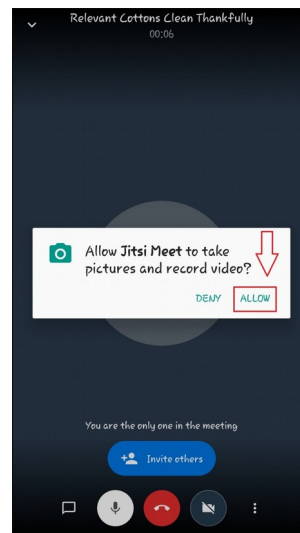 Relevant Cottons Clean Thankfully
00:06
Allow Jitsi Meet to take
pictures and record video?
DENY ALLOW
You are the only one in the meeting
Invite others